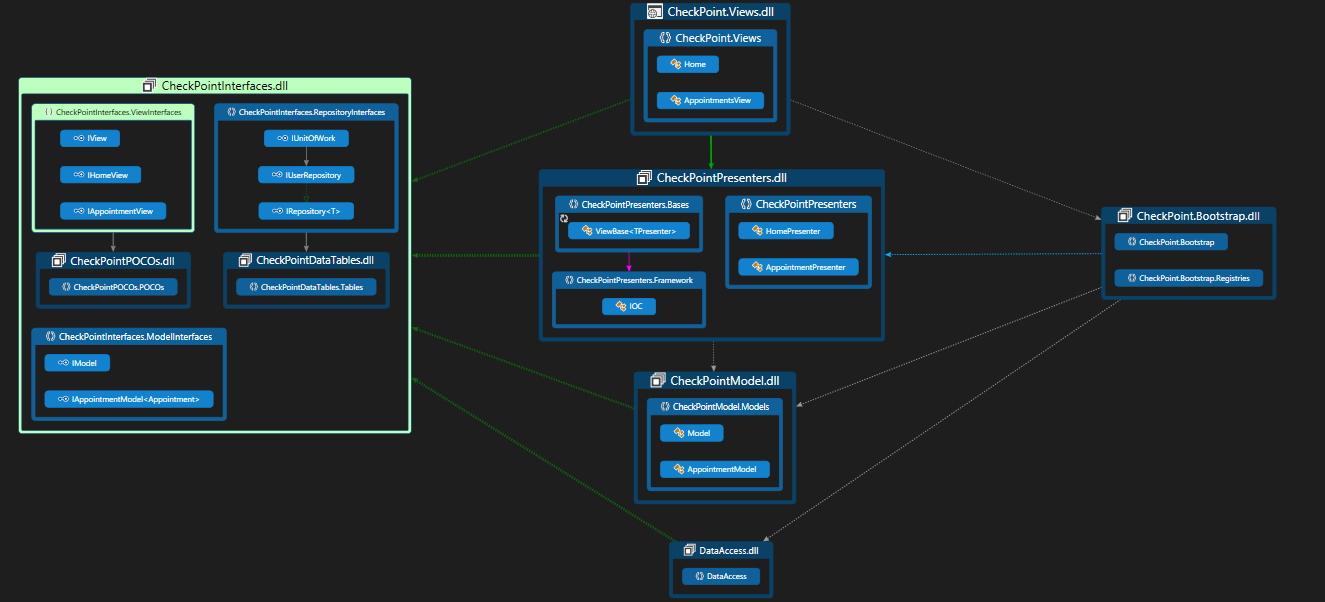 CheckPoint.Views.dll
CheckPoint.Views
Home
AppointmentsView
CheckPointInterfaces.dll
CheckPointInterfaces.ViewInterfaces
IView
IHomeView
IAppointmentView
CheckPointInterfaces.RepositoryInterfaces
IUnitOfWork
IUserRepository
IRepository<T>
CheckPointPOCOs.dll
CheckPointPOCOs.POCOs
CheckPointDataTables.dll
CheckPointDataTables.Tables
CheckPointInterfaces.ModelInterfaces
IModel
IAppointmentModel<Appointment>
CheckPointPresenters.dll
CheckPointPresenters.Bases
ViewBase<TPresenter>
CheckPointPresenters.Framework
IOC
CheckPointPresenters
HomePresenter
AppointmentPresenter
CheckPoint.Bootstrap.dll
CheckPoint.Bootstrap
CheckPoint.Bootstrap.Registries
CheckPointModel.dll
CheckPointModel.Models
Model
AppointmentModel
DataAccess.dll
DataAccess